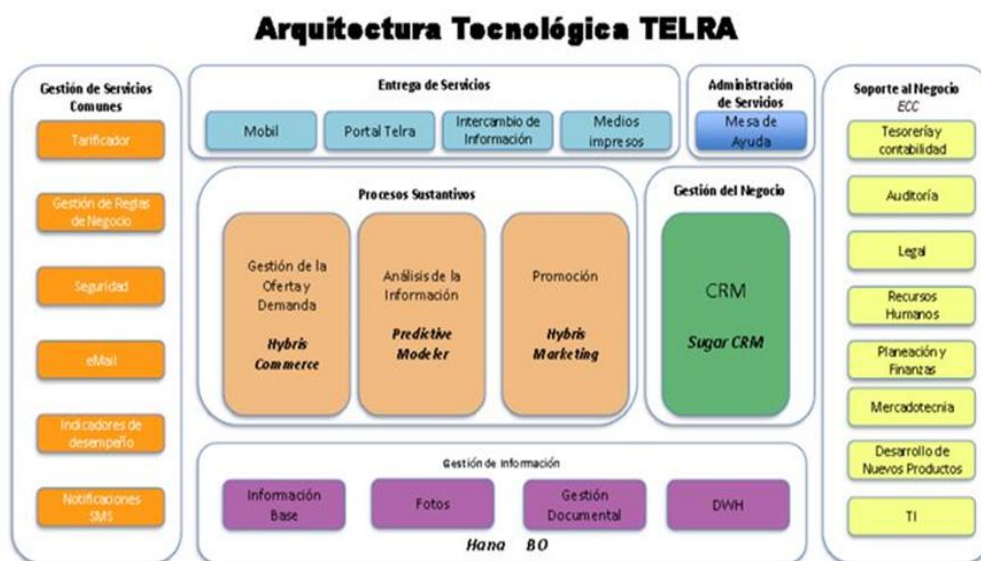 Arquitectura Tecnológica TELRA
Gestión de Servicios
Comunes
Tarificador
Gestión de Reglas
de Negocio
Seguridad
eMail
Indicadores de
desempeño
Notificaciones
SMS
Entrega de Servicios
Mobil
Portal Telra
Intercambio de
Información
Medios
impresos
Administración
de Servicios
Mesa de
Ayuda
Procesos Sustantivos
Gestión de la
Oferta y
Demanda
Hybris
Commerce
Análisis de la
Información
Predictive
Modeler
Promoción
Hybris
Marketing
Gestión del Negocio
CRM
Sugar CRM
Gestión de Información
Información
Base
Fotos
Gestión
Documental
DWH
Hana BO
Soporte al Negocio
ECC
Tesorería y
contabilidad
Auditoría
Legal
Recursos
Humanos
Planeación y
Finanzas
Mercadotecnia
Desarrollo de
Nuevos Productos
TI